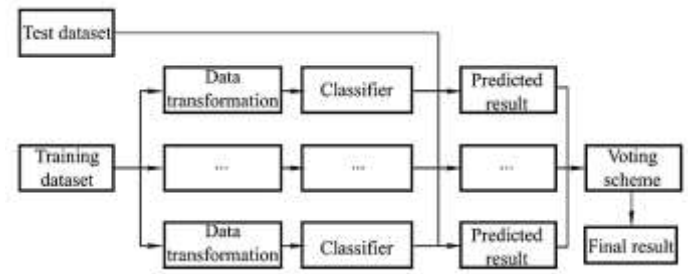 Test dataset
Data
transformation
Classifier
Predicted
result
Training
dataset
...
...
...
Voting
scheme
Data
transformation
Classifier
Predicted
result
Final result